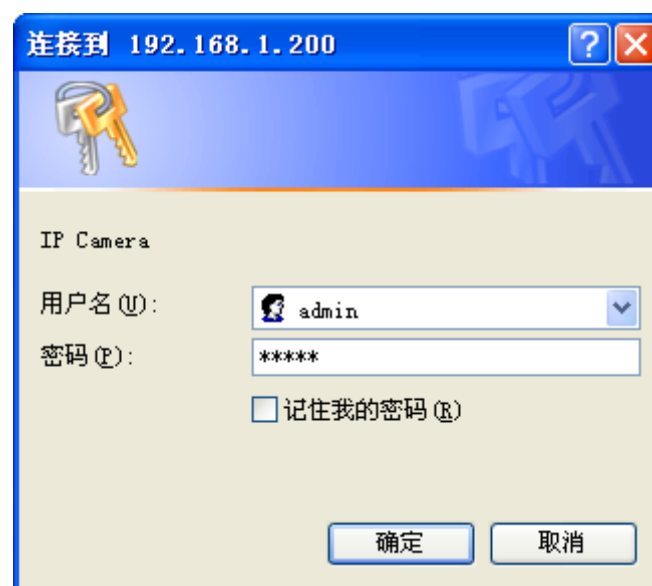 连接到 192.168.1.200
IP Camera
用户名(U):
admin
密码(P):
*****
记住我的密码(R)
确定 取消